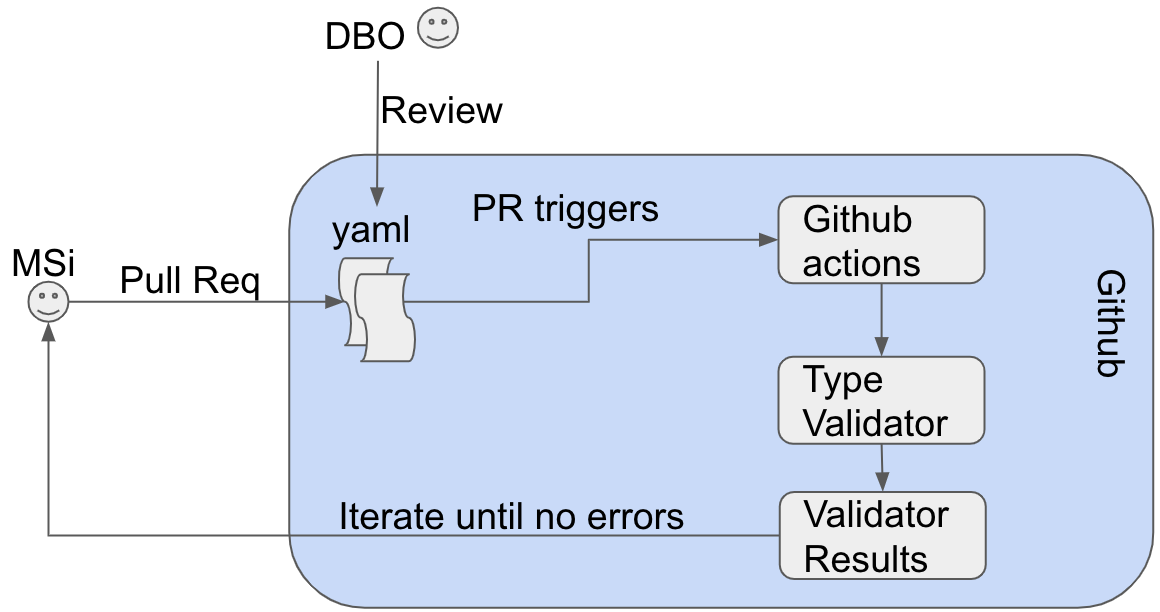 DBO
Review
PR triggers
yaml
Github
actions
MSi
Pull Req
Github
Type
Validator
Iterate until no errors
Validator
Results